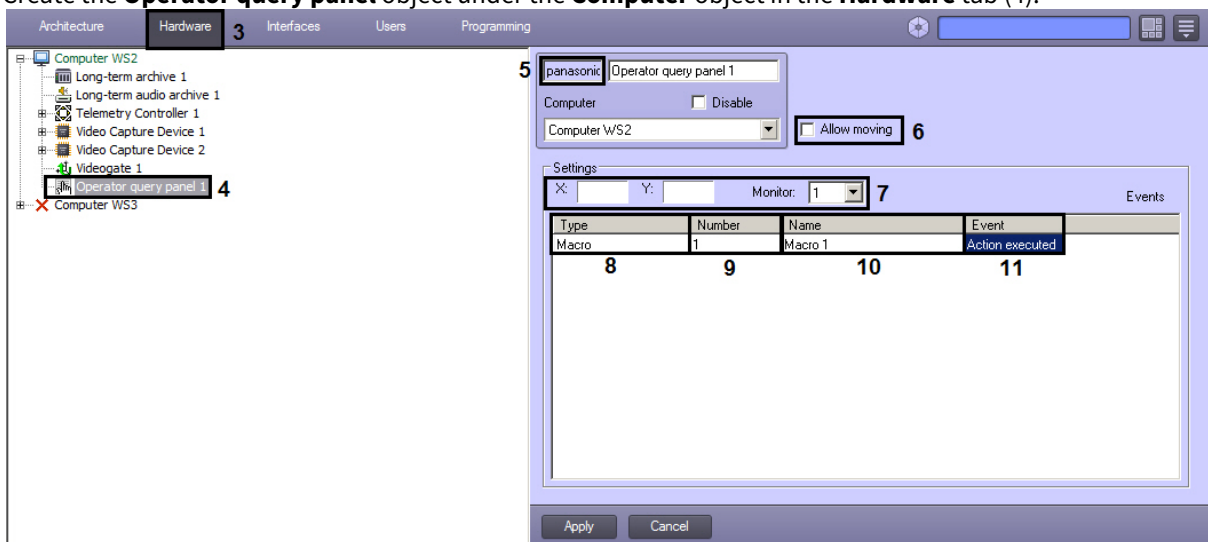 Create the Operator query panel object under the Computer object in the Hardware tab (4).
Architecture Hardware 3 Interfaces Users Programming
Computer WS2
Long-term archive 1
Long-term audio archive 1
Telemetry Controller 1
Video Capture Device 1
Video Capture Device 2
Videogate 1
Operator query panel 1 4
Computer WS3
5 panasonic Operator query panel 1
Computer Disable
Computer WS2 Allow moving 6
Settings
X: Y: Monitor: 1 7 Events
Type Number Name Event
Macro 1 Macro 1 Action executed
8 9 10 11
Apply Cancel